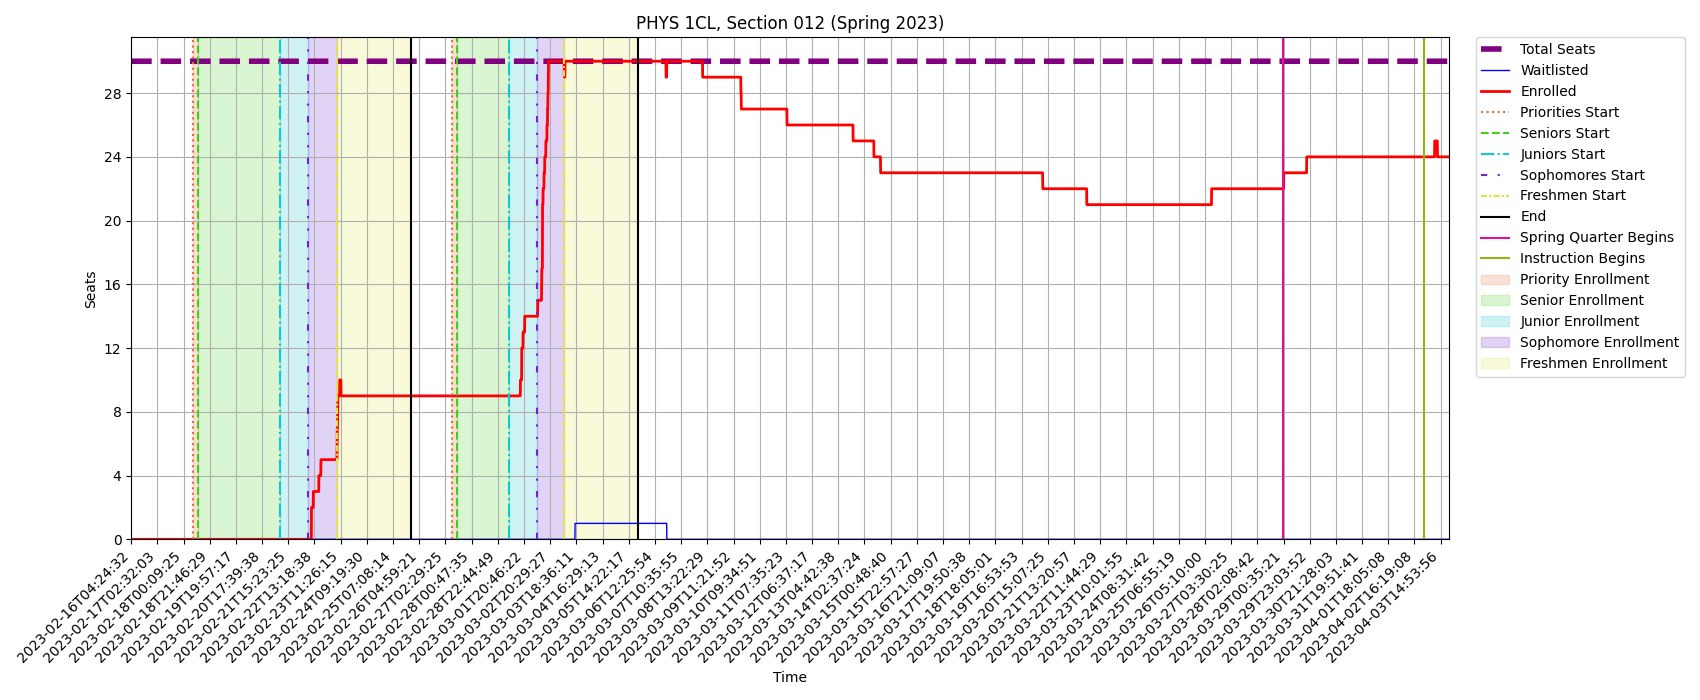 PHYS 1CL, Section 012 (Spring 2023)
Seats
28
24
20
16
12
8
4
0
2023-02-16T04:24:32
2023-02-17T02:32:03
2023-02-18T00:09:25
2023-02-18T21:46:29
2023-02-19T19:57:17
2023-02-20T17:39:38
2023-02-21T15:23:25
2023-02-22T13:18:38
2023-02-23T11:26:15
2023-02-24T09:19:30
2023-02-25T07:08:14
2023-02-26T04:59:21
2023-02-27T02:29:25
2023-02-28T00:47:35
2023-02-28T22:44:49
2023-03-01T20:46:22
2023-03-02T20:29:27
2023-03-03T18:36:11
2023-03-04T16:29:13
2023-03-05T14:22:17
2023-03-06T12:25:54
2023-03-07T10:35:55
2023-03-08T13:22:29
2023-03-09T11:21:52
2023-03-10T09:34:51
2023-03-11T07:35:23
2023-03-12T06:37:17
2023-03-13T04:42:38
2023-03-14T02:37:24
2023-03-15T00:48:40
2023-03-15T22:57:27
2023-03-16T21:09:07
2023-03-17T19:50:38
2023-03-18T18:05:01
2023-03-19T16:53:53
2023-03-20T15:07:25
2023-03-21T13:20:57
2023-03-22T11:44:29
2023-03-23T10:01:55
2023-03-24T08:31:42
2023-03-25T06:55:19
2023-03-26T05:10:00
2023-03-27T03:30:25
2023-03-28T02:08:42
2023-03-29T00:35:21
2023-03-29T23:03:52
2023-03-30T21:28:03
2023-03-31T19:51:41
2023-04-01T18:05:08
2023-04-02T16:19:08
2023-04-03T14:53:56
Time
Total Seats
Waitlisted
Enrolled
Priorities Start
Seniors Start
Juniors Start
Sophomores Start
Freshmen Start
End
Spring Quarter Begins
Instruction Begins
Priority Enrollment
Senior Enrollment
Junior Enrollment
Sophomore Enrollment
Freshmen Enrollment